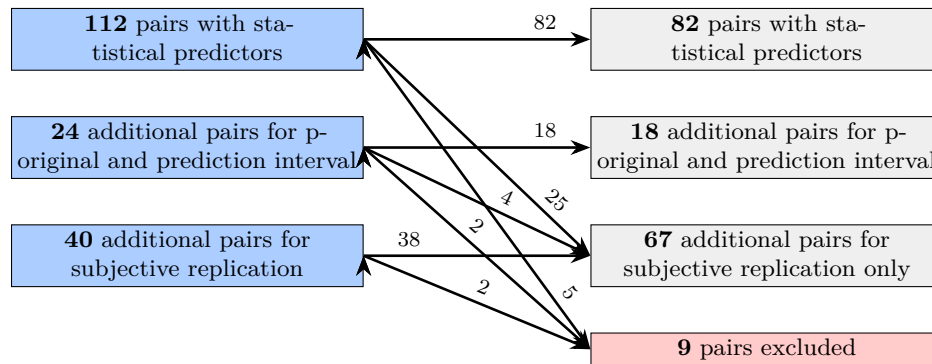 112 pairs with sta-
tistical predictors
82
82 pairs with sta-
tistical predictors
24 additional pairs for p-
original and prediction interval
18
18 additional pairs for p-
original and prediction interval
4
25
2
40 additional pairs for
subjective replication
38
67 additional pairs for
subjective replication only
2
5
9 pairs excluded